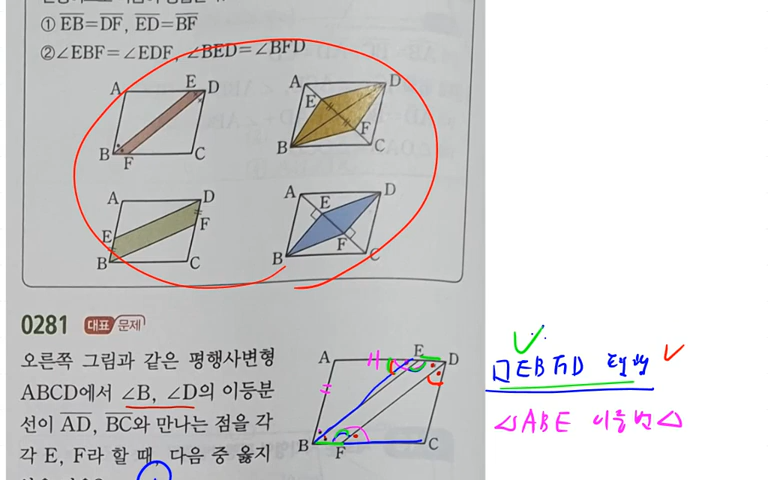 ① EB=DF, ED=BF
② ∠EBF=∠EDF, ∠BED=∠BFD
A E D
B F C
A D
E
F
B C
A D
E F
B C
A D
E
F
B C
0281 대표 문제
오른쪽 그림과 같은 평행사변형
ABCD에서 ∠B, ∠D의 이등분
선이 AD, BC와 만나는 점을 각
각 E, F라 할 때, 다음 중 옳지
A H E D
B F C
□EBFD 평행
△ABE 이등변△